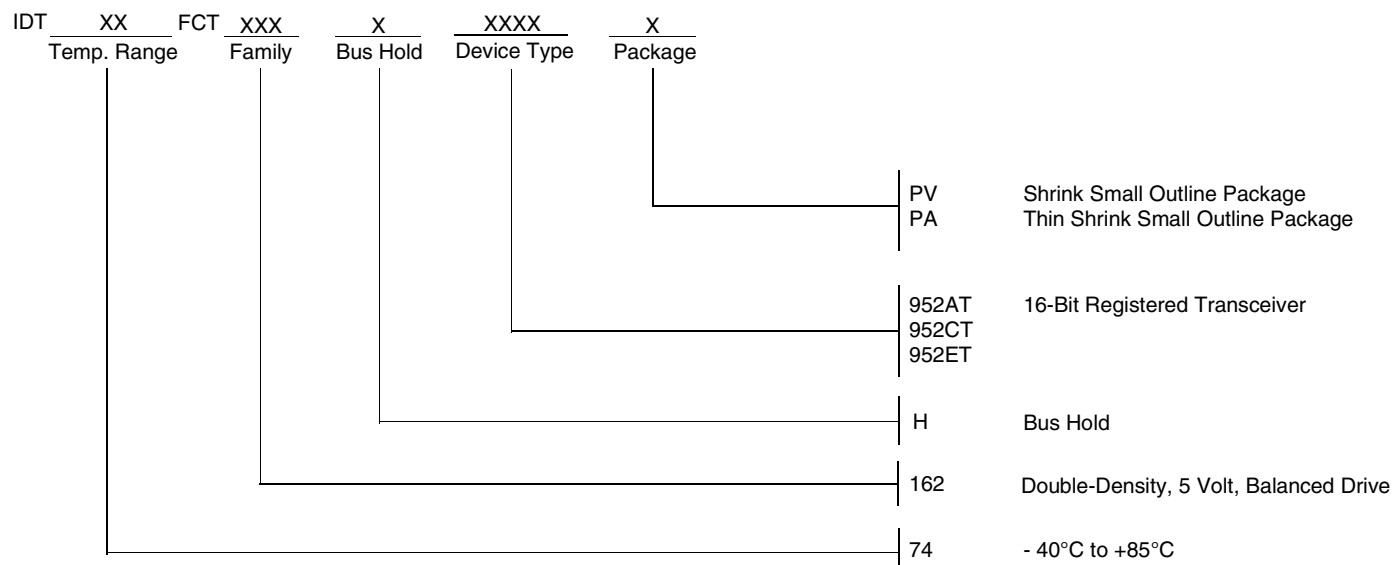 IDT XX FCT XXX X XXXX X
Temp. Range Family Bus Hold Device Type Package
PV Shrink Small Outline Package
PA Thin Shrink Small Outline Package
952AT 16-Bit Registered Transceiver
952CT
952ET
H Bus Hold
162 Double-Density, 5 Volt, Balanced Drive
74 - 40°C to +85°C